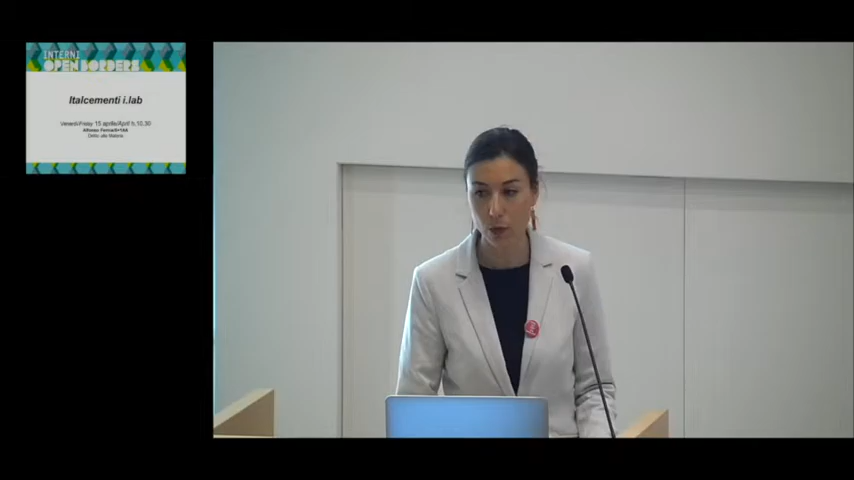 INTERNI
OPEN BORDERS
Italcementi i.lab
Venerdì/Friday 15 aprile/April h.10.30